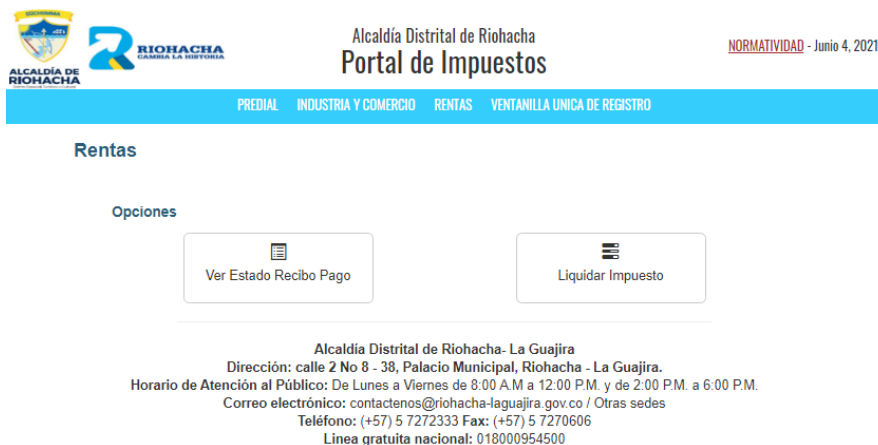 RIOHACHA
CAMBIA LA HISTORIA
ALCALDÍA DE
RIOHACHA
Alcaldía Distrital de Riohacha
Portal de Impuestos
NORMATIVIDAD - Junio 4, 2021
PREDIAL INDUSTRIA Y COMERCIO RENTAS VENTANILLA UNICA DE REGISTRO
Rentas
Opciones
Ver Estado Recibo Pago
Liquidar Impuesto
Alcaldía Distrital de Riohacha- La Guajira
Dirección: calle 2 No 8 - 38, Palacio Municipal, Riohacha - La Guajira.
Horario de Atención al Público: De Lunes a Viernes de 8:00 A.M a 12:00 P.M. y de 2:00 P.M. a 6:00 P.M.
Correo electrónico: contactenos@riohacha-laguajira.gov.co / Otras sedes
Teléfono: (+57) 5 7272333 Fax: (+57) 5 7270606
Linea gratuita nacional: 018000954500